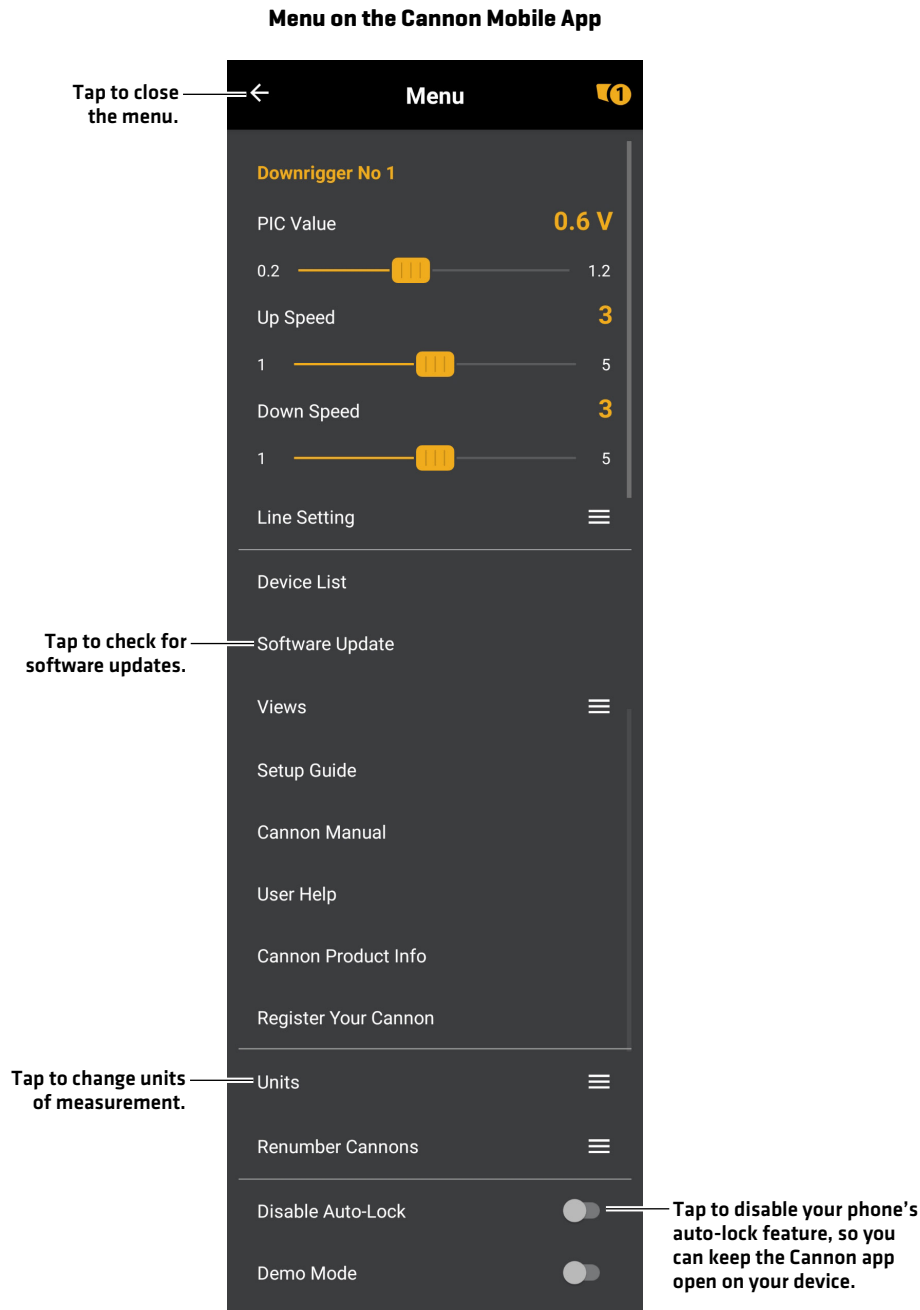 Menu on the Cannon Mobile App
Tap to close
the menu.
Menu
1
Downrigger No 1
PIC Value 0.6 V
0.2 1.2
Up Speed 3
1 5
Down Speed 3
1 5
Line Setting
Device List
Tap to check for
software updates.
Software Update
Views
Setup Guide
Cannon Manual
User Help
Cannon Product Info
Register Your Cannon
Tap to change units
of measurement.
Units
Renumber Cannons
Disable Auto-Lock
Tap to disable your phone's
auto-lock feature, so you
can keep the Cannon app
open on your device.
Demo Mode